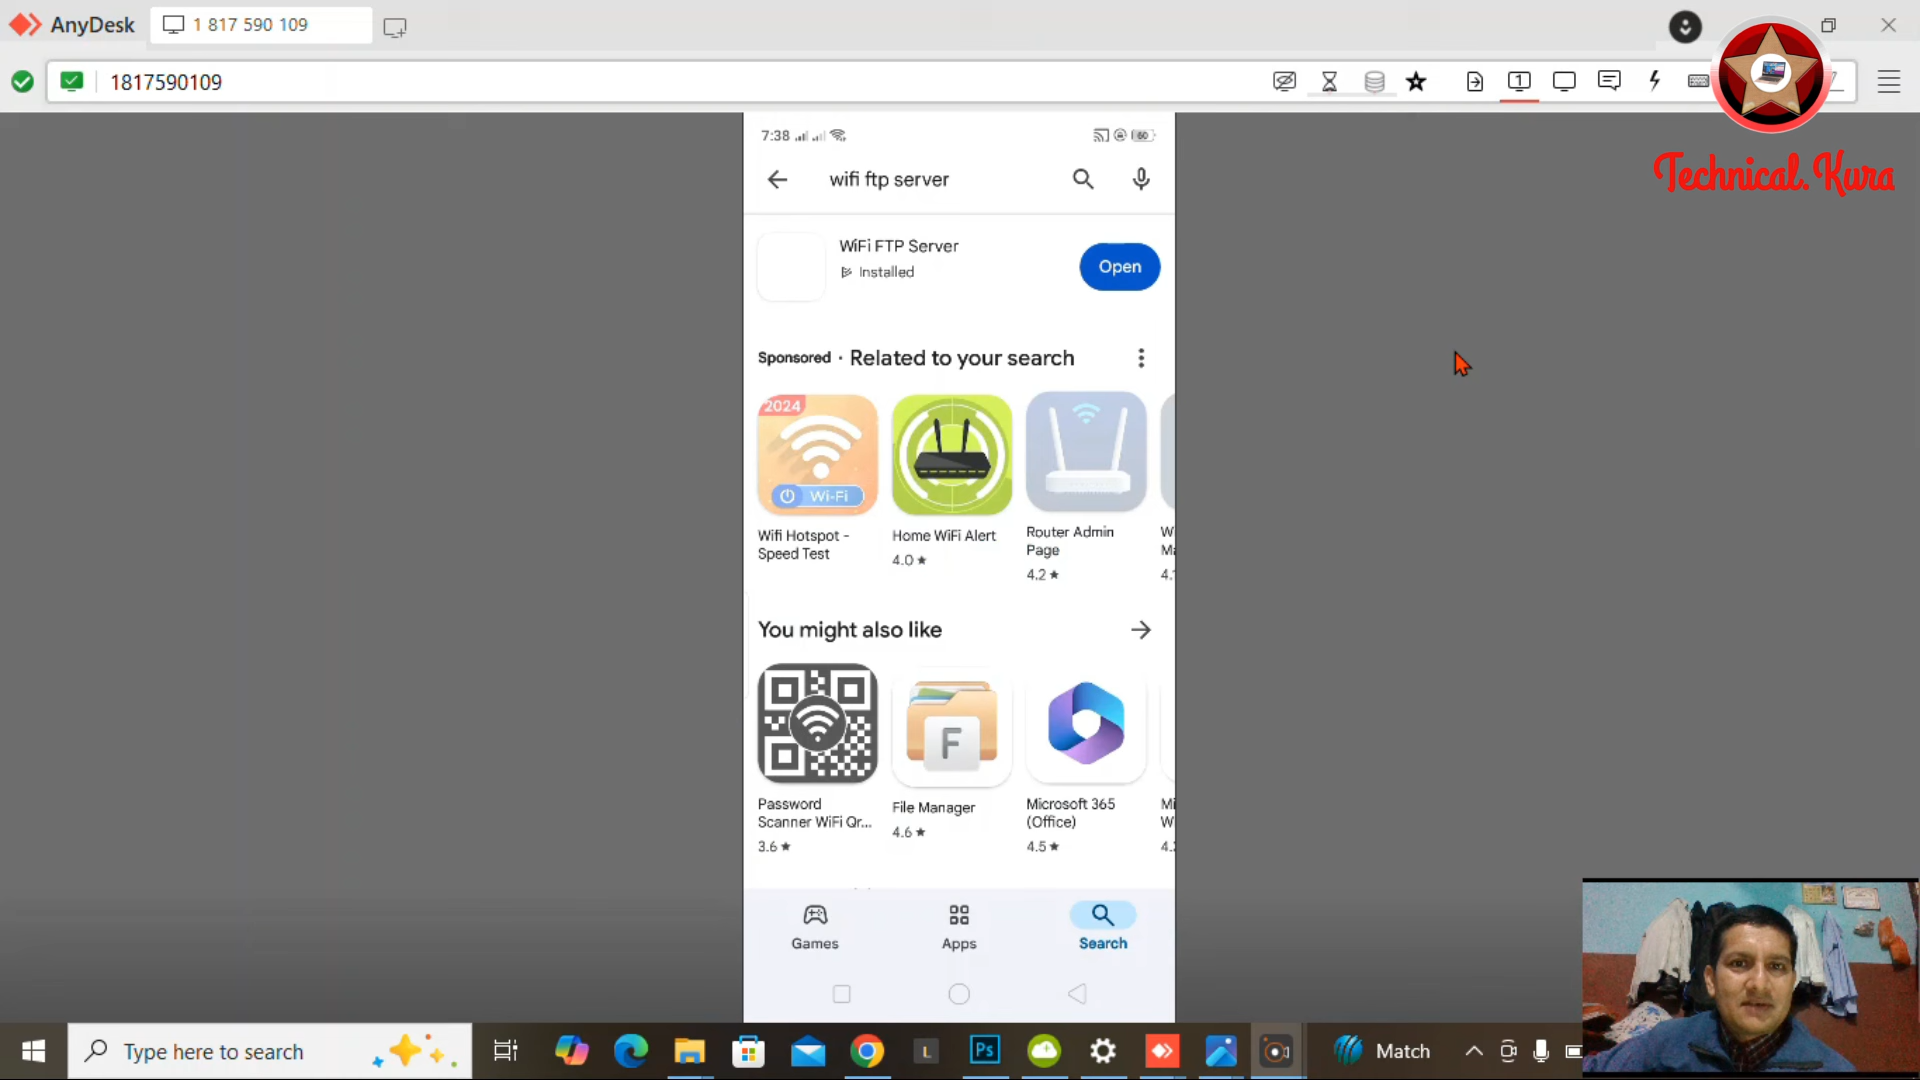 AnyDesk
1 817 590 109
1817590109
1
Technical.Kura
7:38
60
wifi ftp server
WiFi FTP Server
Installed
Open
Sponsored · Related to your search
2024
Wi-Fi
Wifi Hotspot -
Speed Test
Home WiFi Alert
4.0 ★
Router Admin
Page
4.2 ★
You might also like
F
Password
Scanner WiFi Qr...
3.6 ★
File Manager
4.6 ★
Microsoft 365
(Office)
4.5 ★
Games
Apps
Search
Type here to search
L
Ps
Match